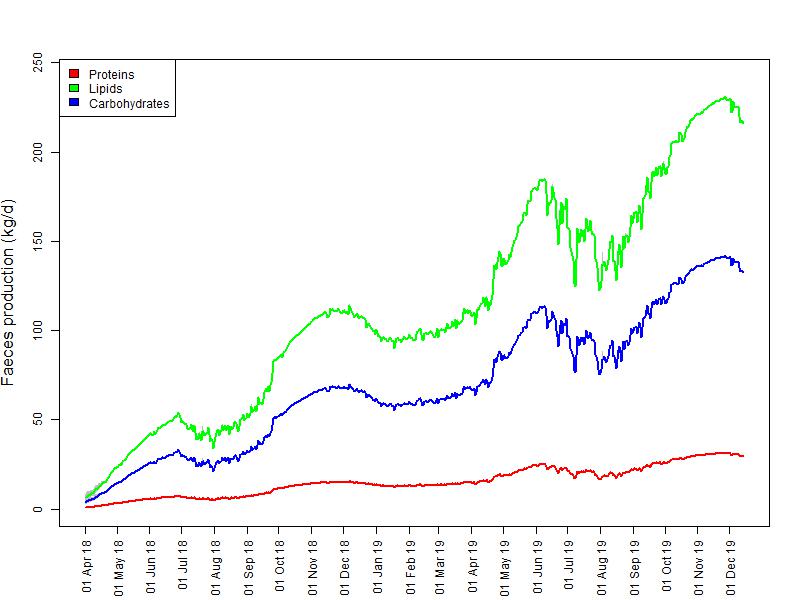 Proteins
Lipids
Carbohydrates
Faeces production (kg/d)
250
200
150
100
50
0
01 Apr 18
01 May 18
01 Jun 18
01 Jul 18
01 Aug 18
01 Sep 18
01 Oct 18
01 Nov 18
01 Dec 18
01 Jan 19
01 Feb 19
01 Mar 19
01 Apr 19
01 May 19
01 Jun 19
01 Jul 19
01 Aug 19
01 Sep 19
01 Oct 19
01 Nov 19
01 Dec 19